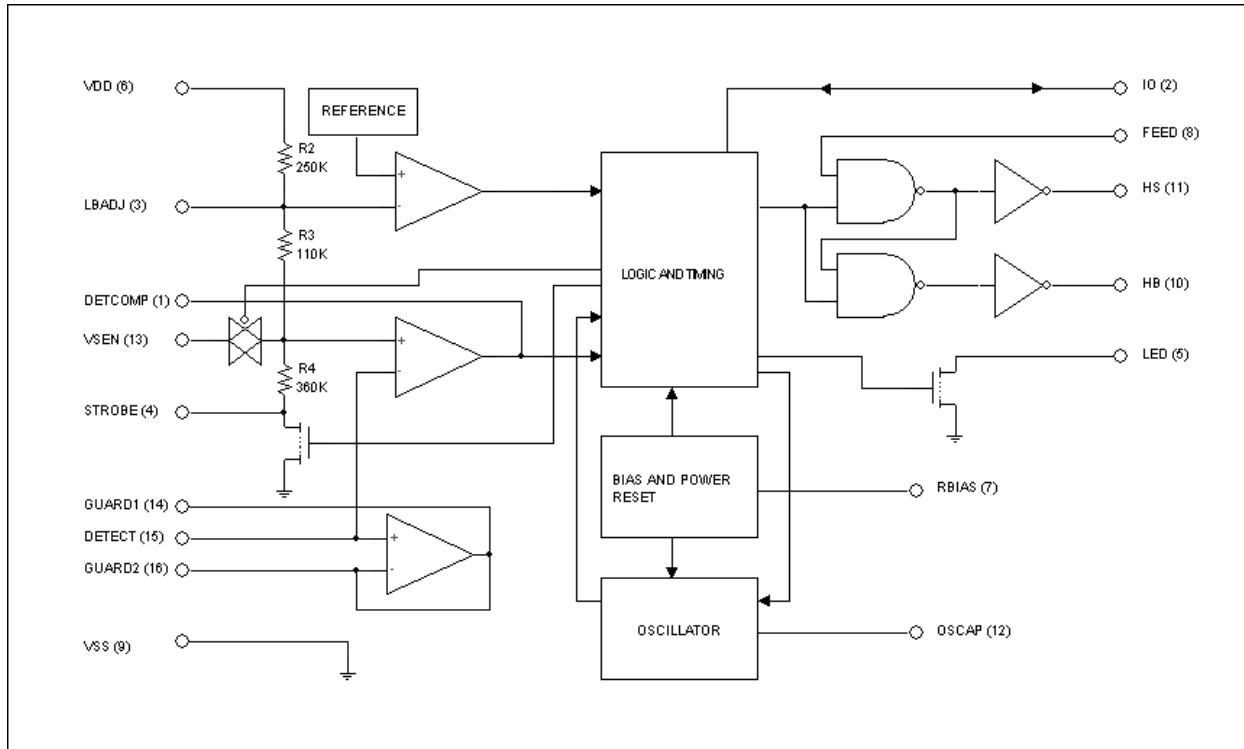 VDD (6)
REFERENCE
IO (2)
R2
250K
FEED (8)
+
-
LBADJ (3)
HS (11)
R3
110K
LOGIC AND TIMING
DETCOMP (1)
HB (10)
VSEN (13)
+
-
LED (5)
R4
360K
STROBE (4)
BIAS AND POWER
RESET
RBIAS (7)
GUARD1 (14)
DETECT (15)
+
GUARD2 (16)
-
OSCILLATOR
OSCAP (12)
VSS (9)